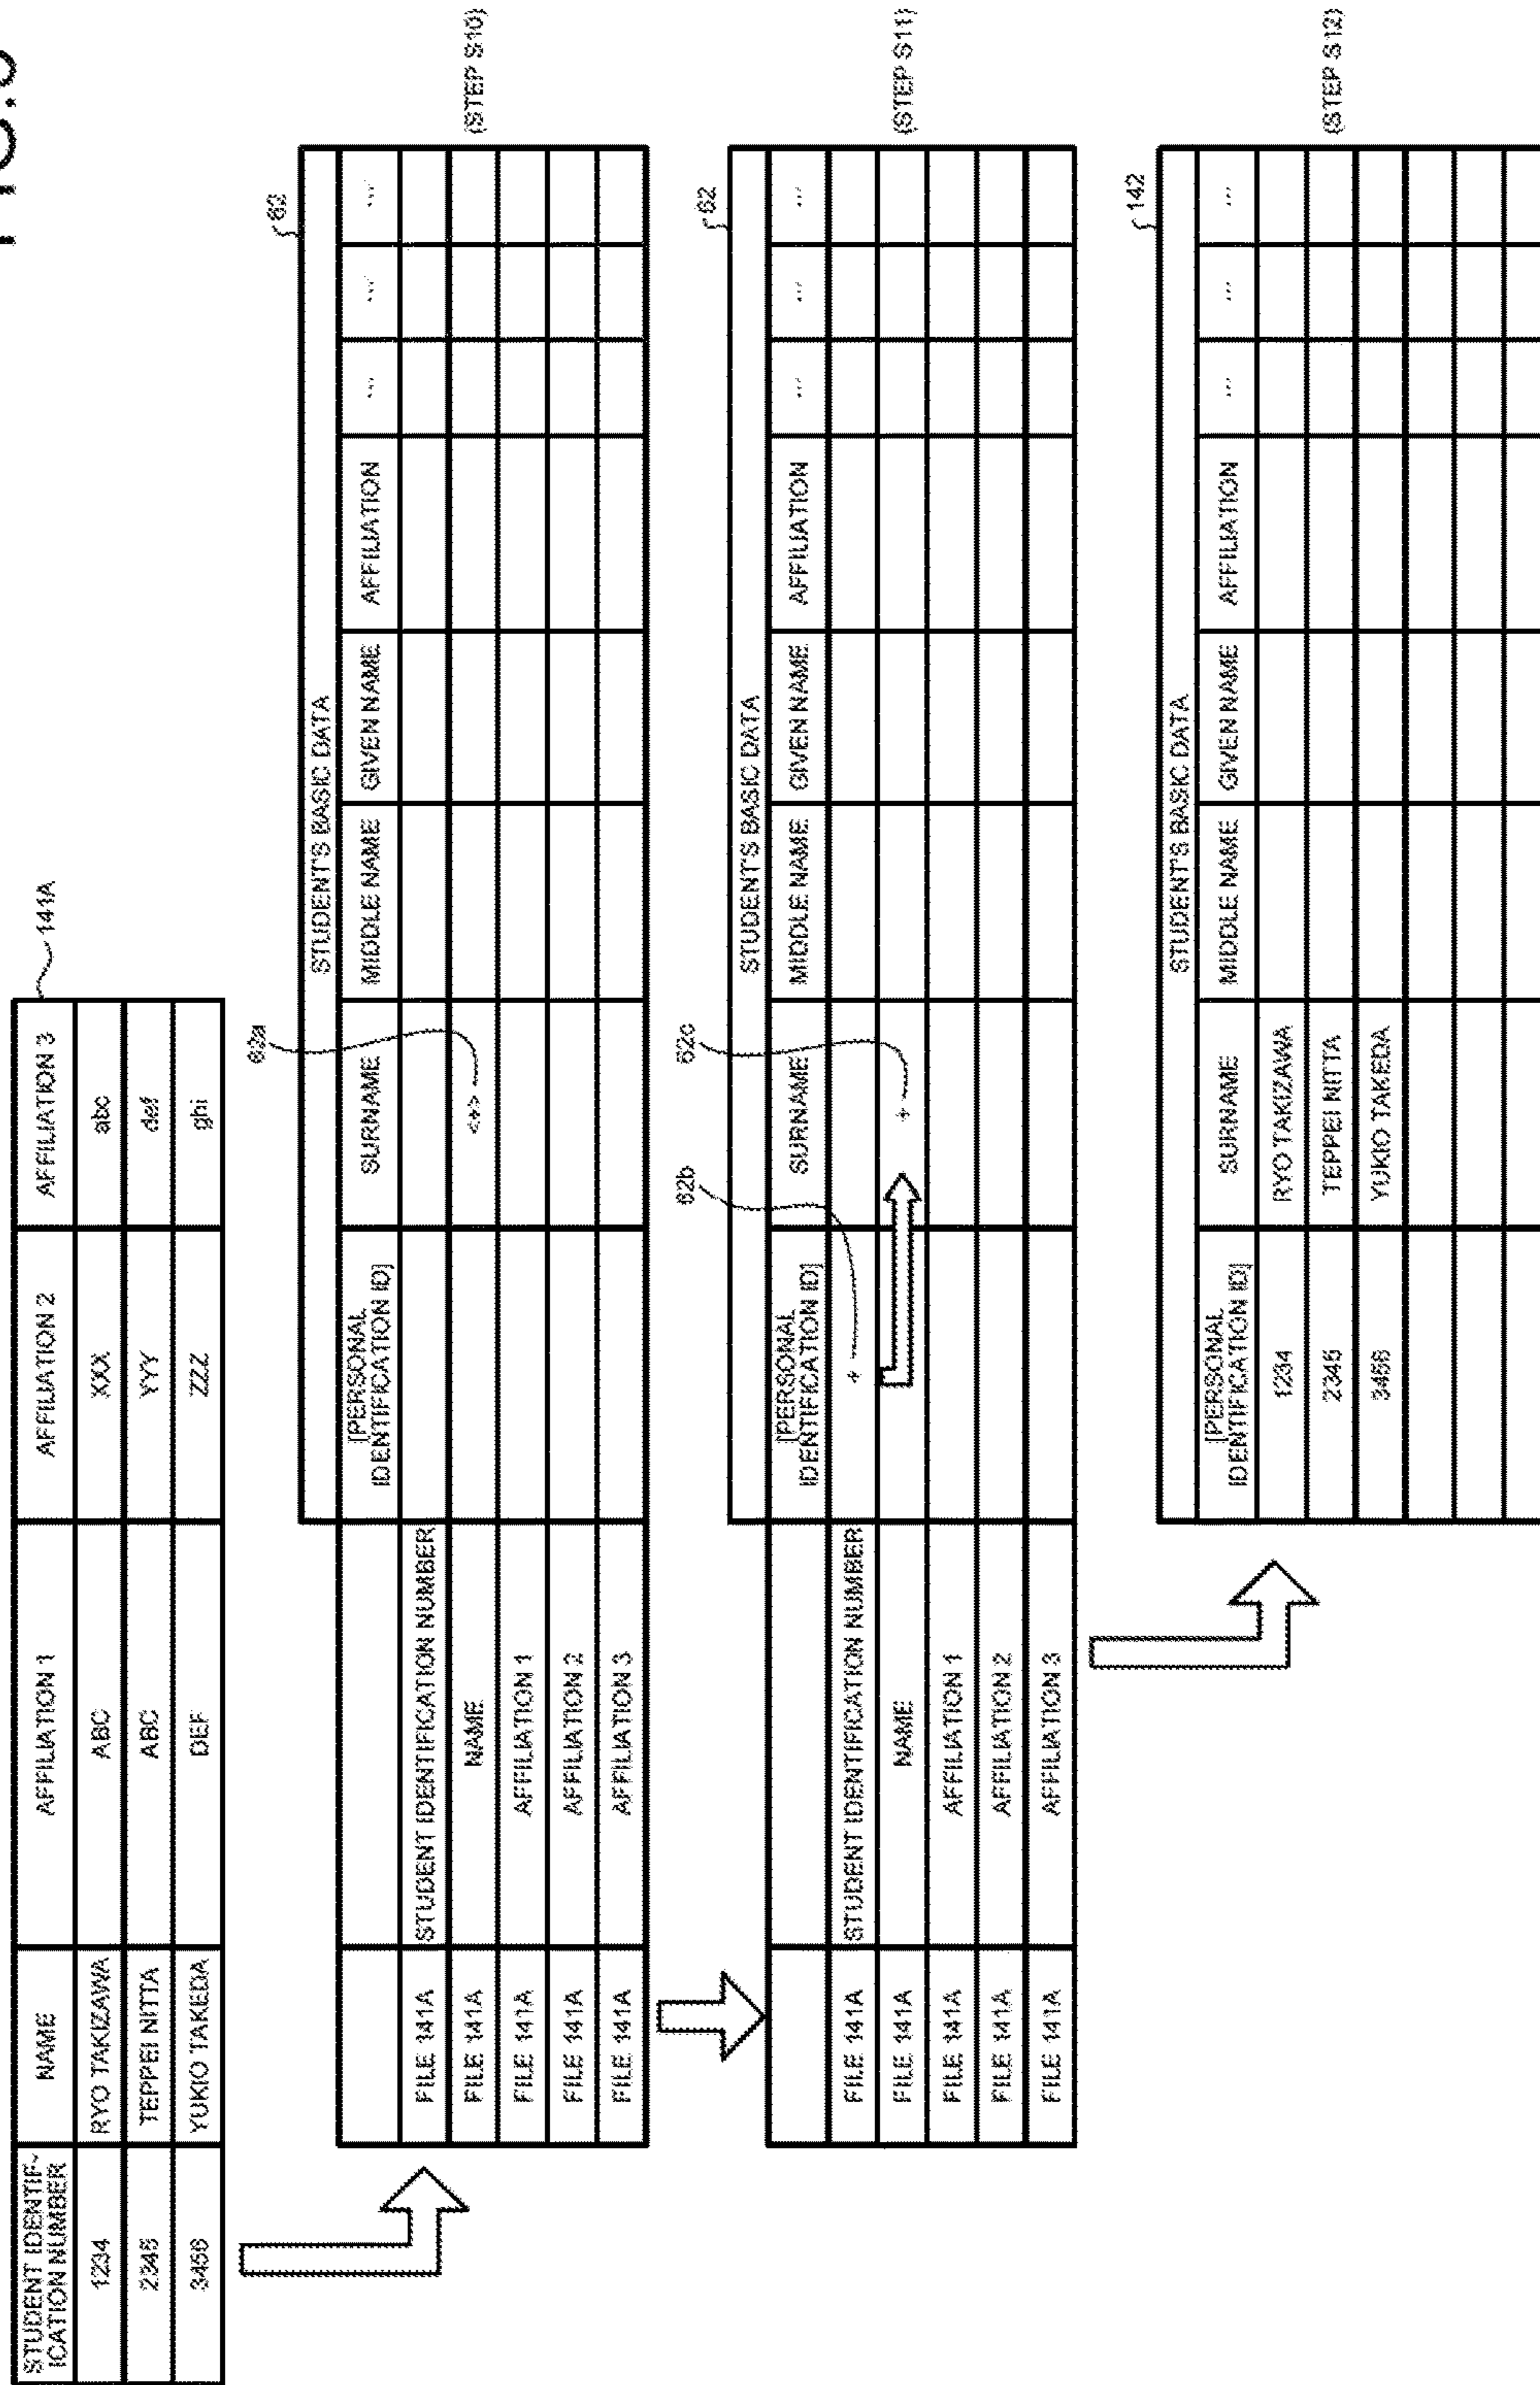 141A
STUDENT IDENTIF- NAME AFFILIATION 1 AFFILIATION 2 AFFILIATION 3
ICATION NUMBER
1234 RYO TAKIZAWA ABC XXX abc
2345 TEPPEI NITTA ABC YYY def
3456 YUKIO TAKEDA DEF ZZZ ghi
62a
62
STUDENT'S BASIC DATA
[PERSONAL
IDENTIFICATION ID] SURNAME MIDDLE NAME GIVEN NAME AFFILIATION ... ... ...
FILE 141A STUDENT IDENTIFICATION NUMBER
FILE 141A NAME <+>
FILE 141A AFFILIATION 1
FILE 141A AFFILIATION 2
FILE 141A AFFILIATION 3
(STEP S10)
62b
62c
62
STUDENT'S BASIC DATA
[PERSONAL
IDENTIFICATION ID] SURNAME MIDDLE NAME GIVEN NAME AFFILIATION ... ... ...
FILE 141A STUDENT IDENTIFICATION NUMBER +
FILE 141A NAME +
FILE 141A AFFILIATION 1
FILE 141A AFFILIATION 2
FILE 141A AFFILIATION 3
(STEP S11)
142
STUDENT'S BASIC DATA
[PERSONAL
IDENTIFICATION ID] SURNAME MIDDLE NAME GIVEN NAME AFFILIATION ... ... ...
1234 RYO TAKIZAWA
2345 TEPPEI NITTA
3456 YUKIO TAKEDA
(STEP S12)